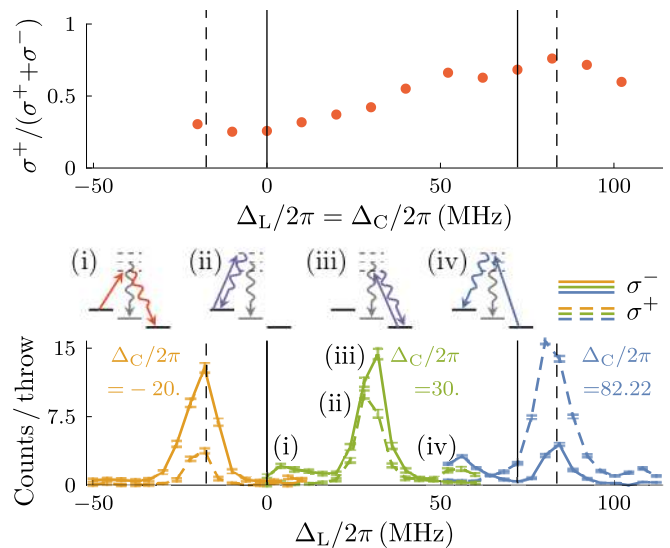 σ⁺/(σ⁺+σ⁻)
1
0.5
0
−50 0 50 100
Δ_L/2π = Δ_C/2π (MHz)
(i) (ii) (iii) (iv)
σ⁻
σ⁺
Counts / throw
15
7.5
0
Δ_C/2π
=−20.
(iii)
(ii)
(i)
Δ_C/2π
=30.
(iv)
Δ_C/2π
=82.22
−50 0 50 100
Δ_L/2π (MHz)